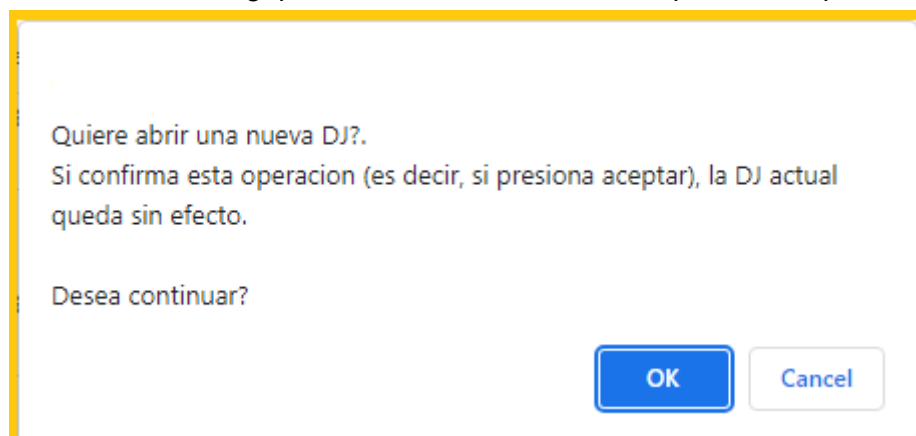 Quiere abrir una nueva DJ?.
Si confirma esta operacion (es decir, si presiona aceptar), la DJ actual
queda sin efecto.
Desea continuar?
OK
Cancel